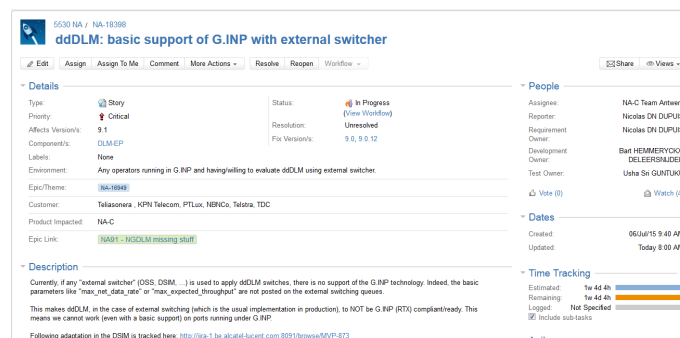 5530 NA / NA-18398
ddDLM: basic support of G.INP with external switcher
Edit Assign Assign To Me Comment More Actions Resolve Reopen Workflow Share Views
Details
Type: Story
Status: In Progress
(View Workflow)
Priority: Critical
Resolution: Unresolved
Affects Version/s: 9.1
Fix Version/s: 9.0, 9.0.12
Component/s: DLM-EP
Labels: None
Environment: Any operators running in G.INP and having/willing to evaluate ddDLM using external switcher.
Epic/Theme: NA-16949
Customer: Teliasonera , KPN Telecom, PTLux, NBNCo, Telstra, TDC
Product Impacted: NA-C
Epic Link: NA91 - NGDLM missing stuff
Description
Currently, if any "external switcher" (OSS, DSIM, ...) is used to apply ddDLM switches, there is no support of the G.INP technology. Indeed, the basic
parameters like "max_net_data_rate" or "max_expected_throughput" are not posted on the external switching queues.
This makes ddDLM, in the case of external switching (which is the usual implementation in production), to NOT be G.INP (RTX) compliant/ready. This
means we cannot work (even with a basic support) on ports running under G.INP.
Following adaptation in the DSIM is tracked here: http://jira-1.be.alcatel-lucent.com:8091/browse/MVP-873
People
Assignee: NA-C Team Antwer
Reporter: Nicolas DN DUPUI
Requirement Nicolas DN DUPUI
Owner:
Development Bart HEMMERYCKX
Owner: DELEERSNIJDE
Test Owner: Usha Sri GUNTUK
Vote (0) Watch (4
Dates
Created: 06/Jul/15 9:40 AM
Updated: Today 8:00 A
Time Tracking
Estimated: 1w 4d 4h
Remaining: 1w 4d 4h
Logged: Not Specified
Include sub-tasks